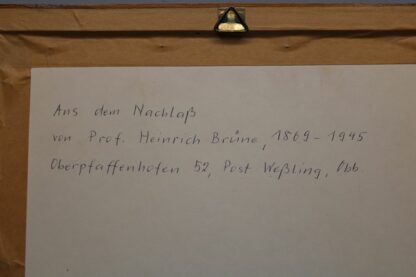 Aus dem Nachlaß
von Prof. Heinrich Brüne, 1869-1945
Oberpfaffenhofen 52, Post Weßling, Obb.